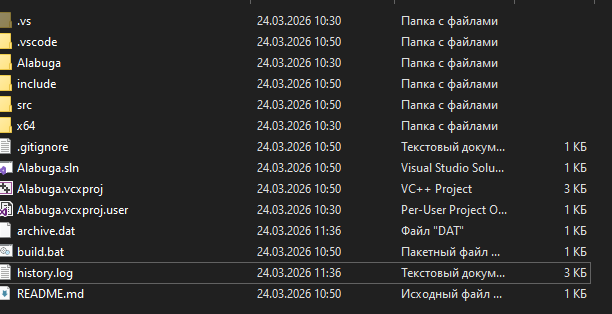 .vs 24.03.2026 10:30 Папка с файлами
.vscode 24.03.2026 10:50 Папка с файлами
Alabuga 24.03.2026 10:30 Папка с файлами
include 24.03.2026 10:50 Папка с файлами
src 24.03.2026 10:50 Папка с файлами
x64 24.03.2026 10:30 Папка с файлами
.gitignore 24.03.2026 10:50 Текстовый докум... 1 КБ
Alabuga.sln 24.03.2026 10:50 Visual Studio Solu... 1 КБ
Alabuga.vcxproj 24.03.2026 10:50 VC++ Project 3 КБ
Alabuga.vcxproj.user 24.03.2026 10:30 Per-User Project O... 1 КБ
archive.dat 24.03.2026 11:36 Файл "DAT" 1 КБ
build.bat 24.03.2026 10:50 Пакетный файл ... 1 КБ
history.log 24.03.2026 11:36 Текстовый докум... 3 КБ
README.md 24.03.2026 10:50 Исходный файл ... 1 КБ